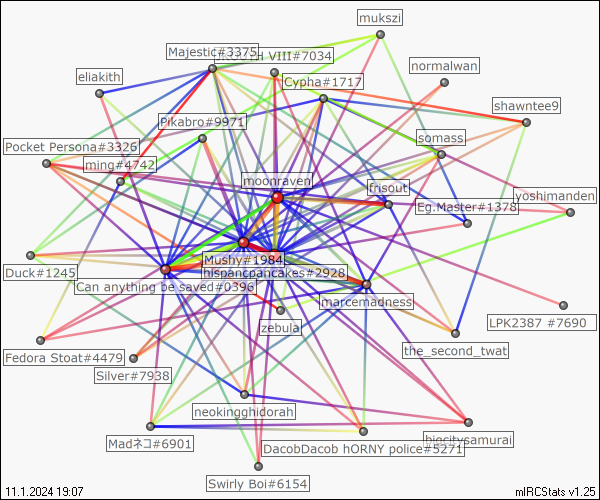 mukszi
Majestic#3375
TH VIII#7034
normalwan
eliakith
Cypha#1717
shawntee9
Pikabro#9971
Pocket Persona#3326
ming#4742
somass
moonraven
frisout
yoshimanden
Eg.Master#1378
Mushy#1984
Duck#1245
hispancpancakes#2928
Can anything be saved#0396
marcemadness
zebula
LPK2387 #7690
the_second_twat
Fedora Stoat#4479
Silver#7938
neokingghidorah
Madネコ#6901
bigcitysamurai
DacobDacob hORNY police#5271
Swirly Boi#6154
11.1.2024 19:07
mIRCStats v1.25